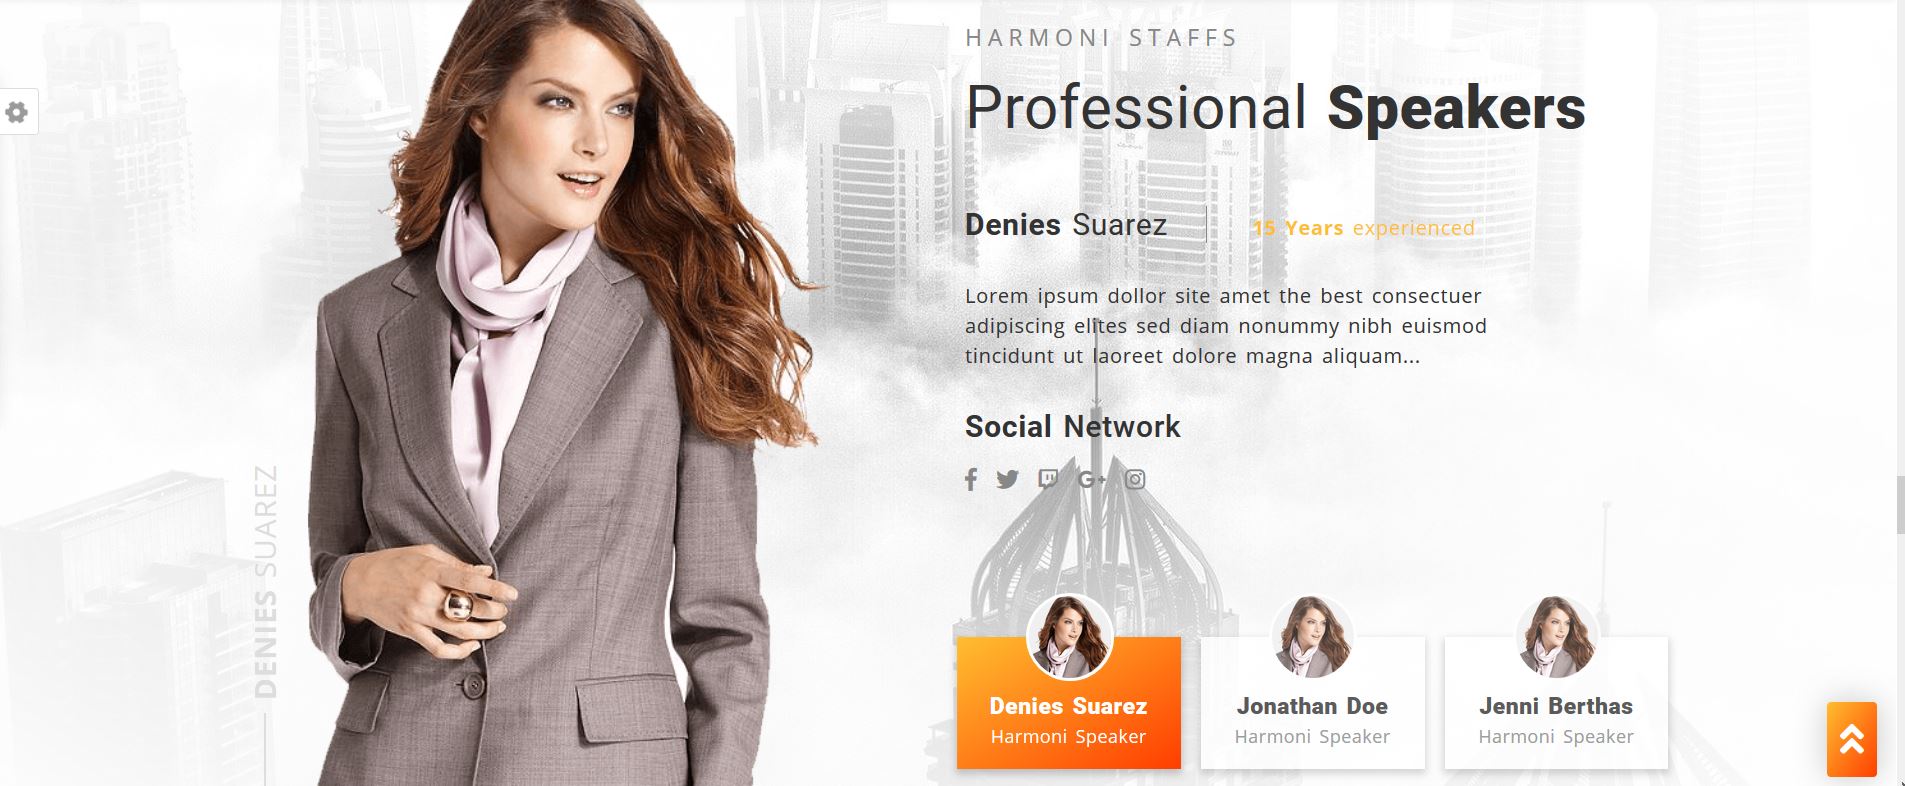 HARMONI STAFFS
Professional Speakers
Denies Suarez
15 Years experienced
Lorem ipsum dollor site amet the best consectuer
adipiscing elites sed diam nonummy nibh euismod
tincidunt ut laoreet dolore magna aliquam...
Social Network
G+
DENIES SUAREZ
Denies Suarez
Harmoni Speaker
Jonathan Doe
Harmoni Speaker
Jenni Berthas
Harmoni Speaker